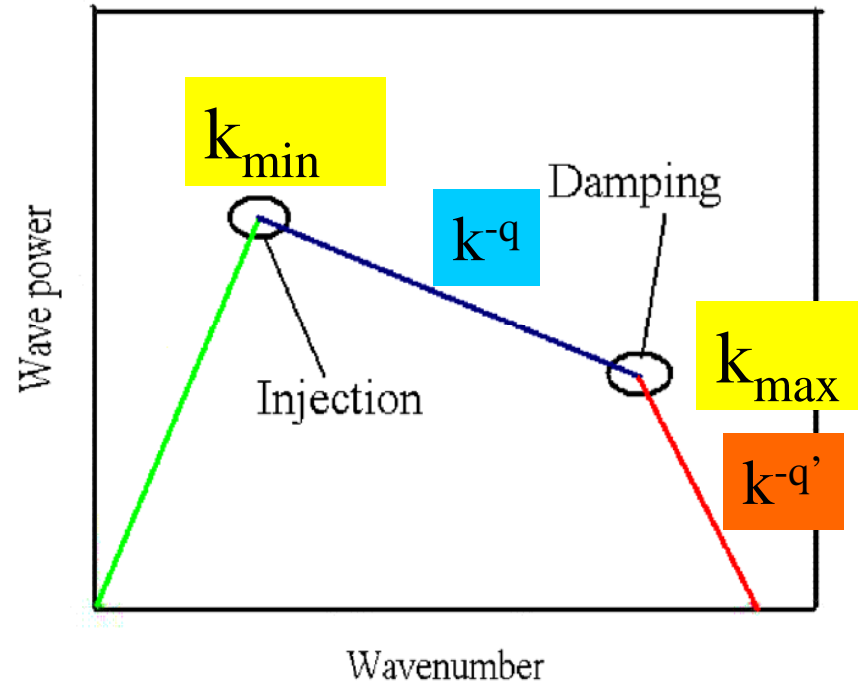 k_min
Damping
k^-q
Wave power
k_max
Injection
k^-q’
Wavenumber